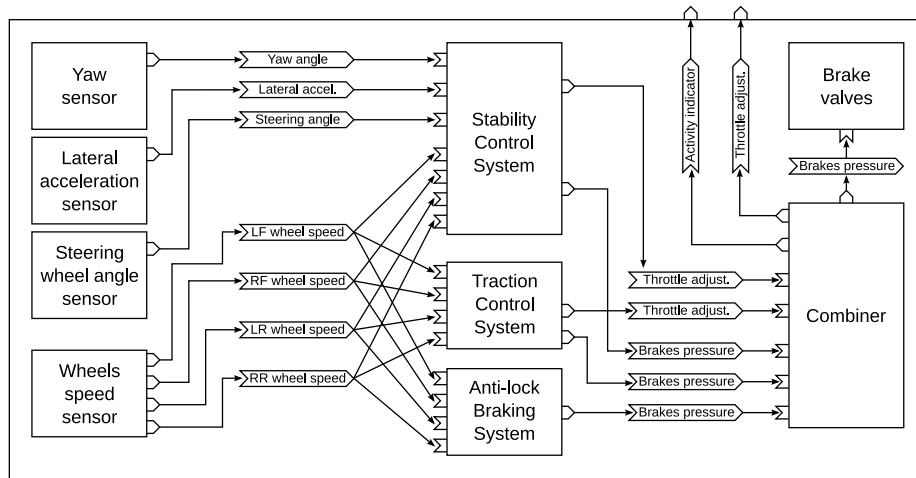 Yaw
sensor
Lateral
acceleration
sensor
Steering
wheel angle
sensor
Wheels
speed
sensor
Yaw angle
Lateral accel.
Steering angle
LF wheel speed
RF wheel speed
LR wheel speed
RR wheel speed
Stability
Control
System
Traction
Control
System
Anti-lock
Braking
System
Activity indicator
Throttle adjust.
Throttle adjust.
Throttle adjust.
Brakes pressure
Brakes pressure
Brakes pressure
Brake
valves
Brakes pressure
Combiner